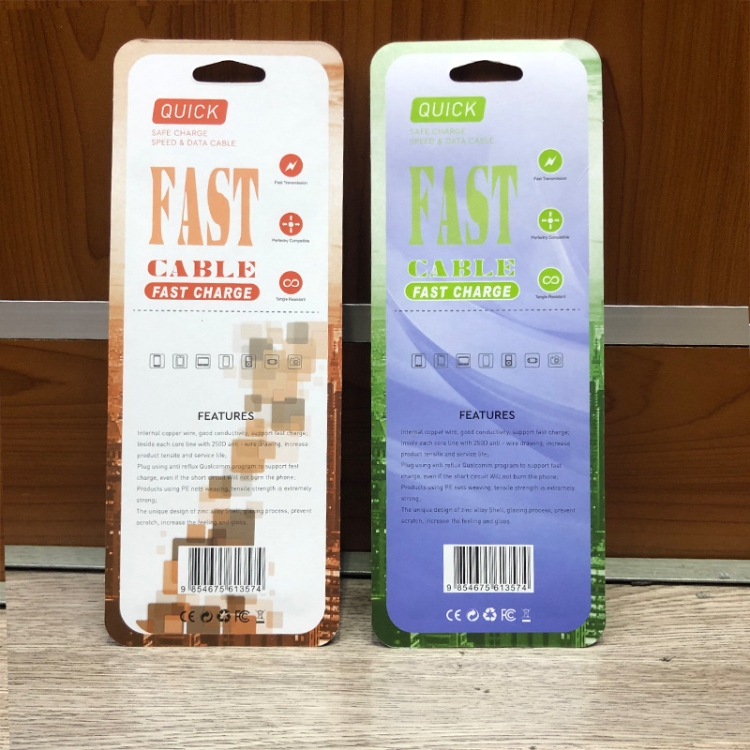 QUICK
SAFE CHARGE
SPEED & DATA CABLE
FAST
CABLE
FAST CHARGE
Fast Transmission
Perfectly Compatible
Tangle Resistant
FEATURES
Internal copper wire, good conductivity, support fast charge;
Inside each core line with 250D anti - wire drawing, increase
product tensile and service life;
Plug using anti reflux Qualcomm program to support fast
charge, even if the short circuit Will not burn the phone;
Products using PE nets weaving, tensile strength is extremely
strong;
The unique design of zinc alloy Shell, glazing process, prevent
scratch, increase the feeling and gloss.
9 854675 613574
CE FC
QUICK
SAFE CHARGE
SPEED & DATA CABLE
FAST
CABLE
FAST CHARGE
Fast Transmission
Perfectly Compatible
Tangle Resistant
FEATURES
Internal copper wire, good conductivity, support fast charge;
Inside each core line with 250D anti - wire drawing, increase
product tensile and service life;
Plug using anti reflux Qualcomm program to support fast
charge, even if the short circuit Will not burn the phone;
Products using PE nets weaving, tensile strength is extremely
strong;
The unique design of zinc alloy Shell, glazing process, prevent
scratch, increase the feeling and gloss.
9 854675 613574
CE FC